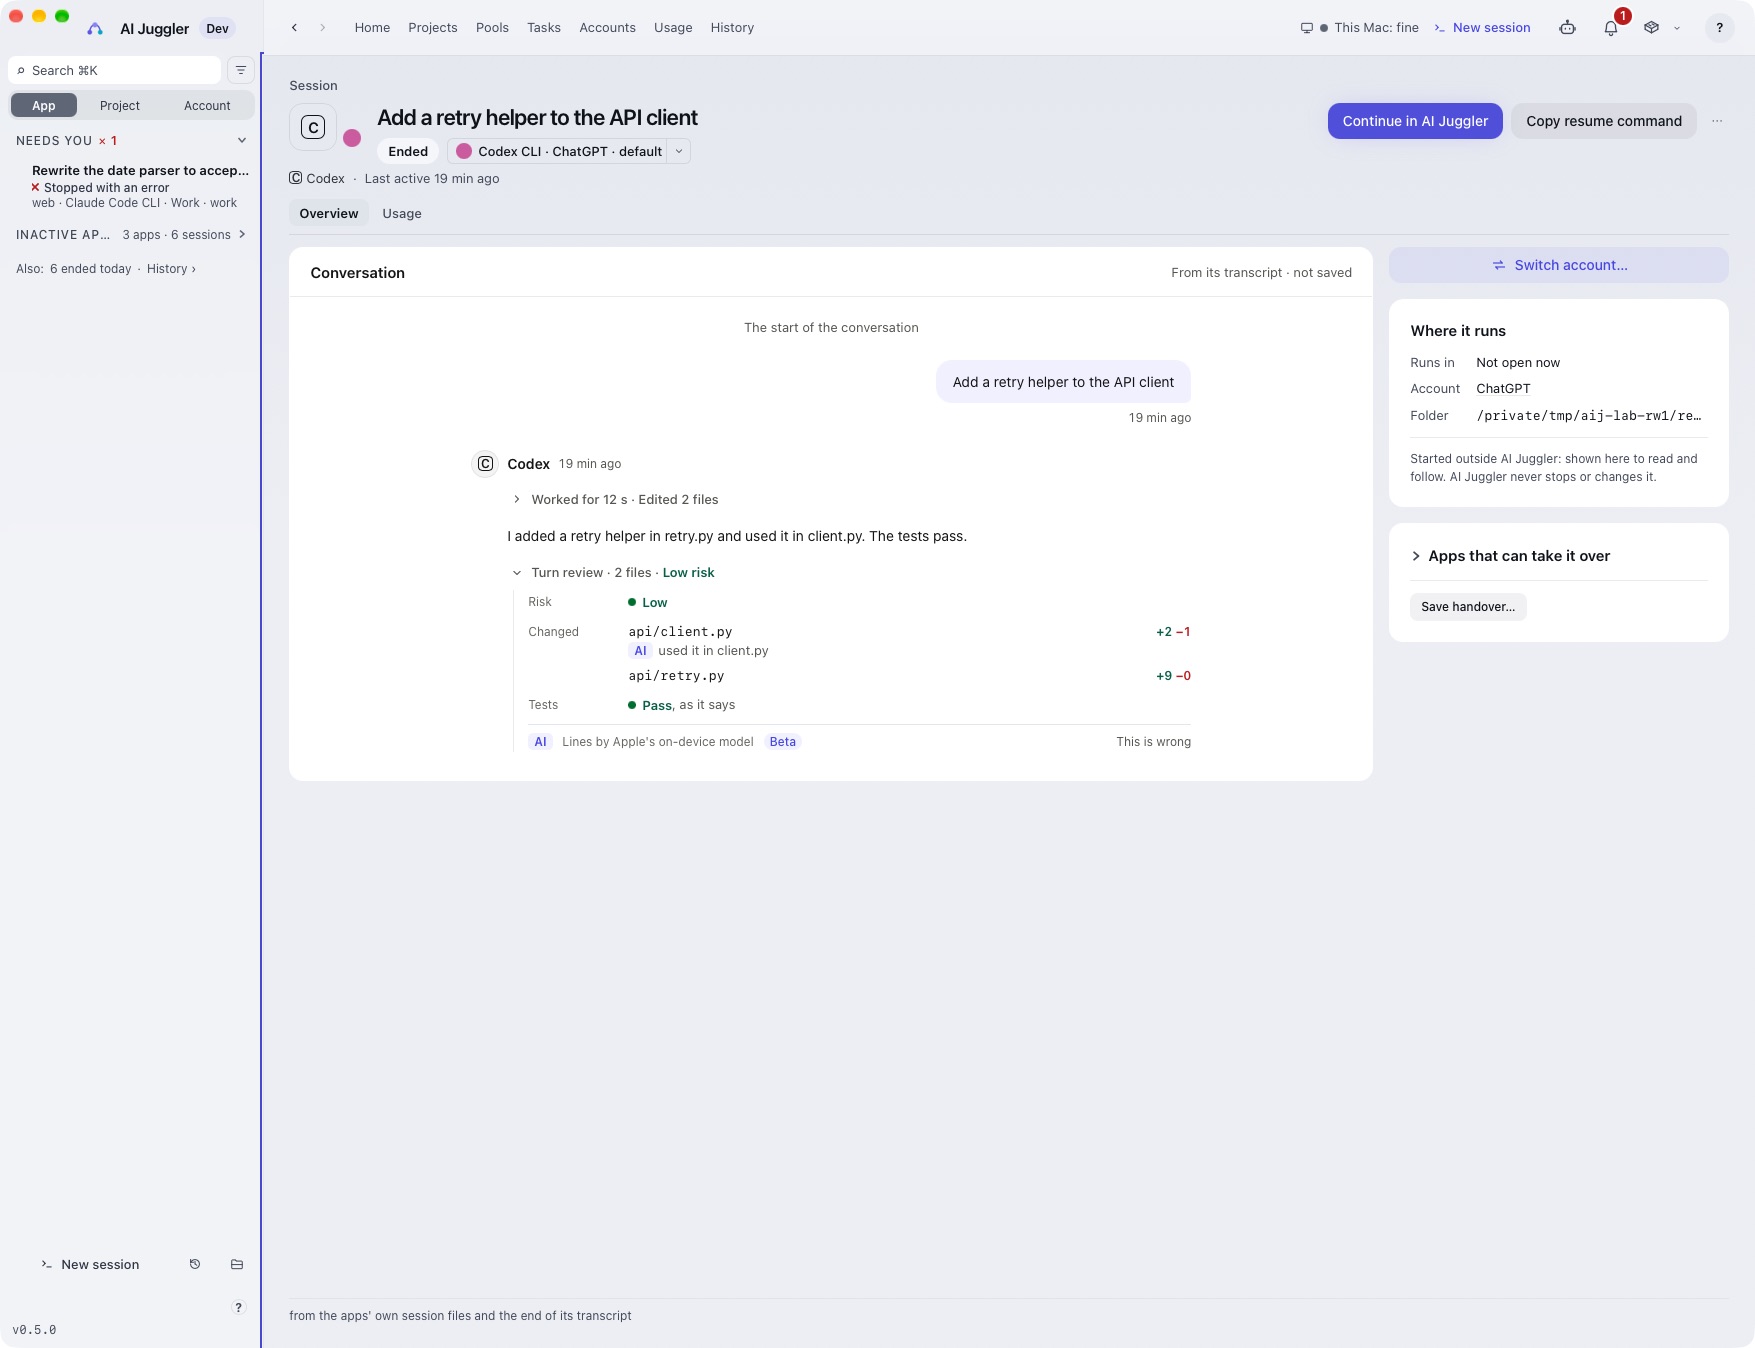 AI Juggler Dev
Home Projects Pools Tasks Accounts Usage History
This Mac: fine
New session
1
?
Search ⌘K
App Project Account
NEEDS YOU × 1
Rewrite the date parser to accep...
× Stopped with an error
web · Claude Code CLI · Work · work
INACTIVE AP... 3 apps · 6 sessions
Also: 6 ended today · History ›
Session
C
Add a retry helper to the API client
Ended
Codex CLI · ChatGPT · default
Continue in AI Juggler
Copy resume command
...
C Codex · Last active 19 min ago
Overview Usage
Conversation
From its transcript · not saved
The start of the conversation
Add a retry helper to the API client
19 min ago
C Codex 19 min ago
Worked for 12 s · Edited 2 files
I added a retry helper in retry.py and used it in client.py. The tests pass.
Turn review · 2 files · Low risk
Risk Low
Changed api/client.py +2 −1
AI used it in client.py
api/retry.py +9 −0
Tests Pass, as it says
AI Lines by Apple's on-device model Beta This is wrong
Switch account...
Where it runs
Runs in Not open now
Account ChatGPT
Folder /private/tmp/aij-lab-rw1/re...
Started outside AI Juggler: shown here to read and
follow. AI Juggler never stops or changes it.
Apps that can take it over
Save handover...
New session
?
v0.5.0
from the apps' own session files and the end of its transcript